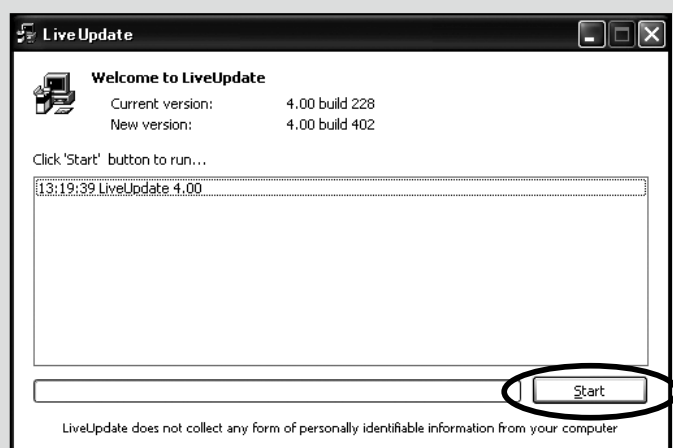 LiveUpdate
Welcome to LiveUpdate
Current version: 4.00 build 228
New version: 4.00 build 402
Click 'Start' button to run...
13:19:39 LiveUpdate 4.00
Start
LiveUpdate does not collect any form of personally identifiable information from your computer